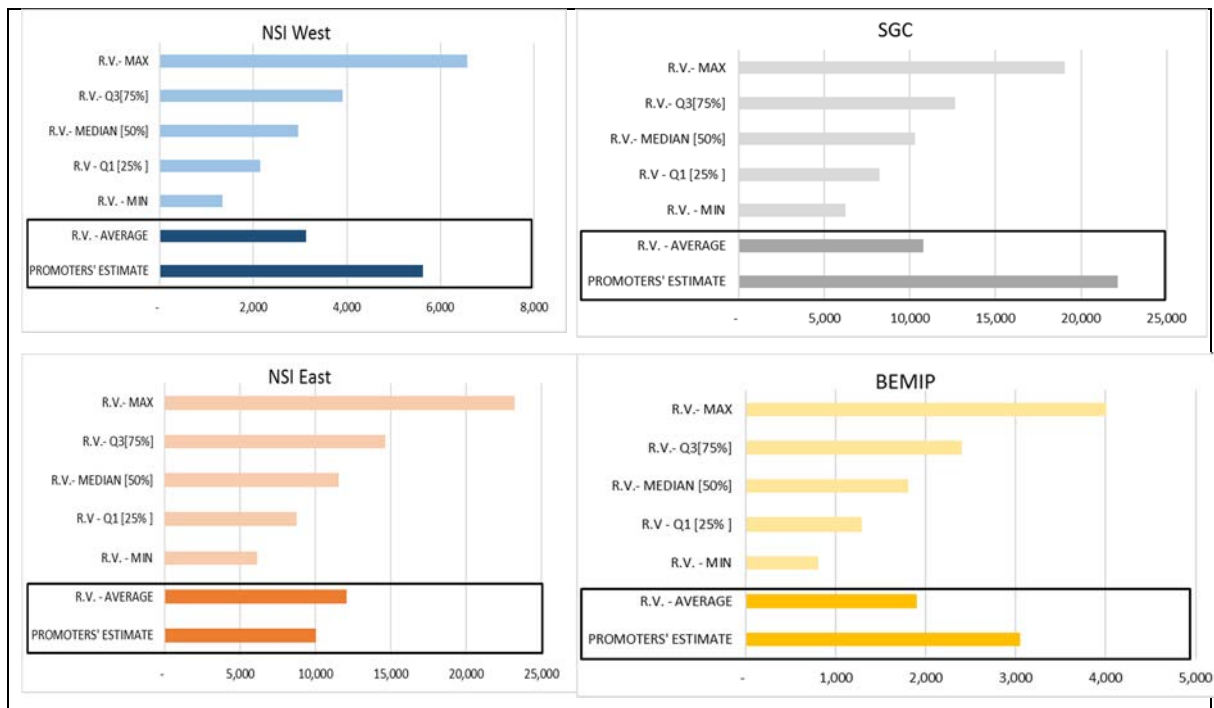 NSI West
R.V.- MAX
R.V.- Q3[75%]
R.V.- MEDIAN [50%]
R.V - Q1 [25% ]
R.V. - MIN
R.V. - AVERAGE
PROMOTERS' ESTIMATE
- 2,000 4,000 6,000 8,000
SGC
R.V.- MAX
R.V.- Q3[75%]
R.V.- MEDIAN [50%]
R.V - Q1 [25% ]
R.V. - MIN
R.V. - AVERAGE
PROMOTERS' ESTIMATE
- 5,000 10,000 15,000 20,000 25,000
NSI East
R.V.- MAX
R.V.- Q3[75%]
R.V.- MEDIAN [50%]
R.V - Q1 [25% ]
R.V. - MIN
R.V. - AVERAGE
PROMOTERS' ESTIMATE
- 5,000 10,000 15,000 20,000 25,000
BEMIP
R.V.- MAX
R.V.- Q3[75%]
R.V.- MEDIAN [50%]
R.V - Q1 [25% ]
R.V. - MIN
R.V. - AVERAGE
PROMOTERS' ESTIMATE
- 1,000 2,000 3,000 4,000 5,000